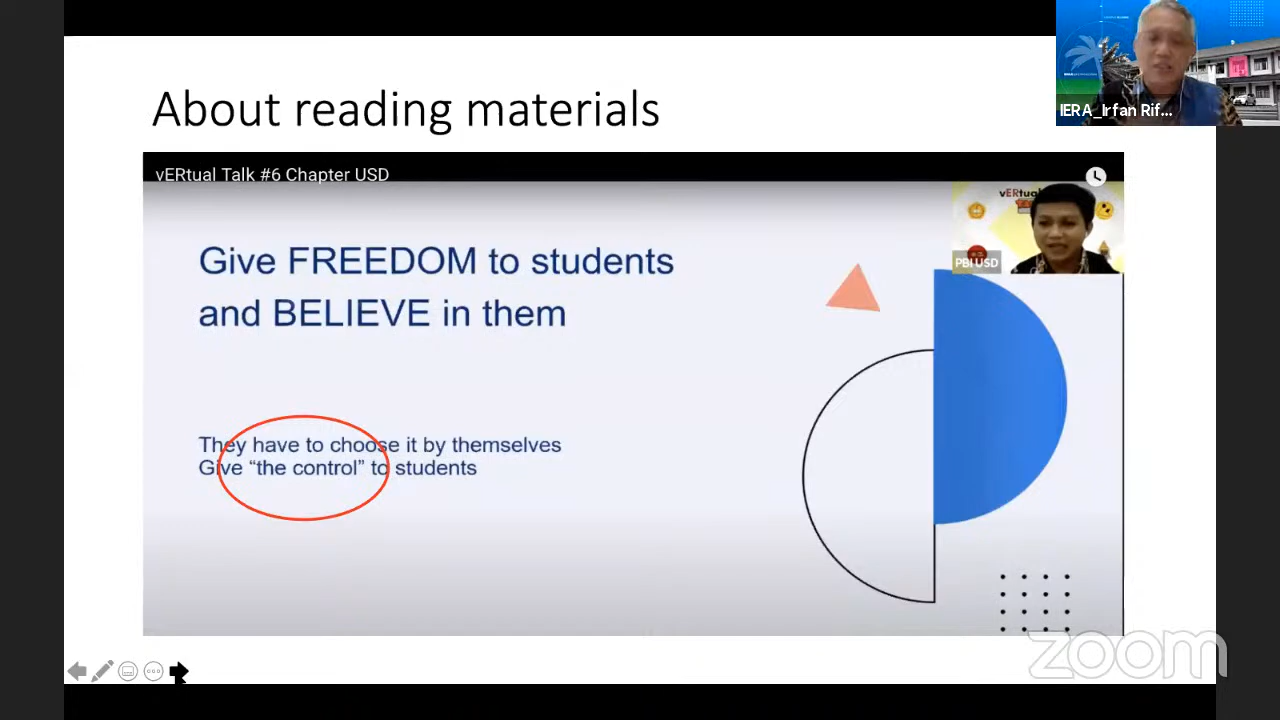 About reading materials
IERA_Irfan Rif...
vERtual Talk #6 Chapter USD
vERtual
PBI USD
Give FREEDOM to students
and BELIEVE in them
They have to choose it by themselves
Give “the control” to students
zoom